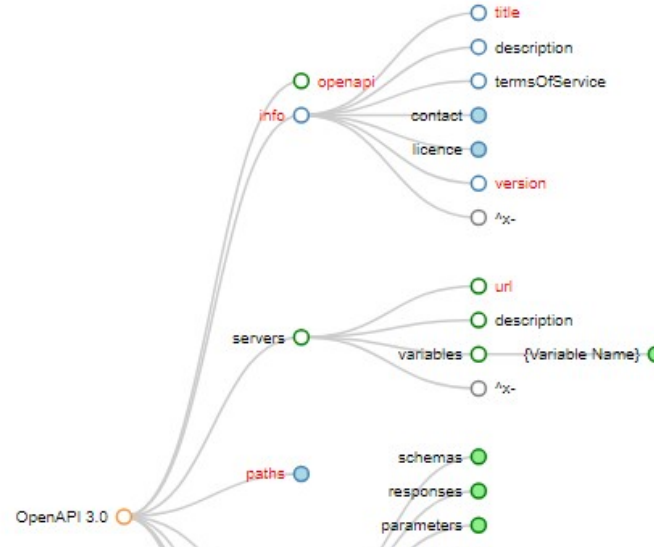 title
openapi
description
termsOfService
info
contact
licence
version
^x-
url
servers
description
variables
{Variable Name}
^x-
schemas
paths
responses
OpenAPI 3.0
parameters